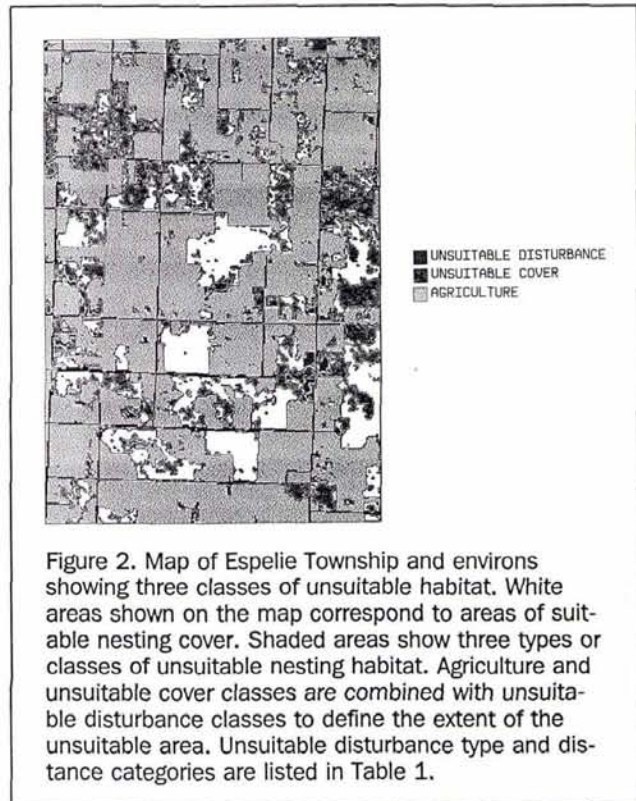 UNSUITABLE DISTURBANCE
UNSUITABLE COVER
AGRICULTURE
Figure 2. Map of Espelie Township and environs
showing three classes of unsuitable habitat. White
areas shown on the map correspond to areas of suit-
able nesting cover. Shaded areas show three types or
classes of unsuitable nesting habitat. Agriculture and
unsuitable cover classes are combined with unsuita-
ble disturbance classes to define the extent of the
unsuitable area. Unsuitable disturbance type and dis-
tance categories are listed in Table 1.